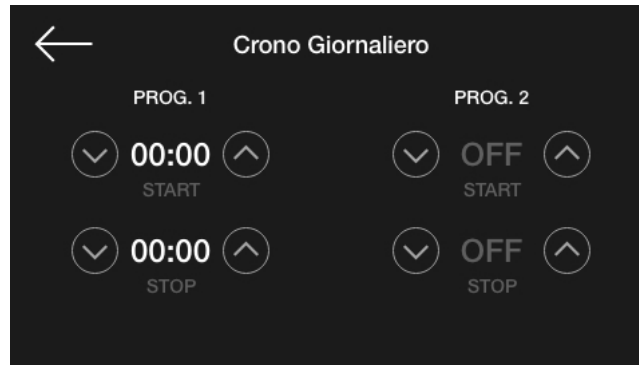 Crono Giornaliero
PROG. 1 PROG. 2
00:00 OFF
START START
00:00 OFF
STOP STOP